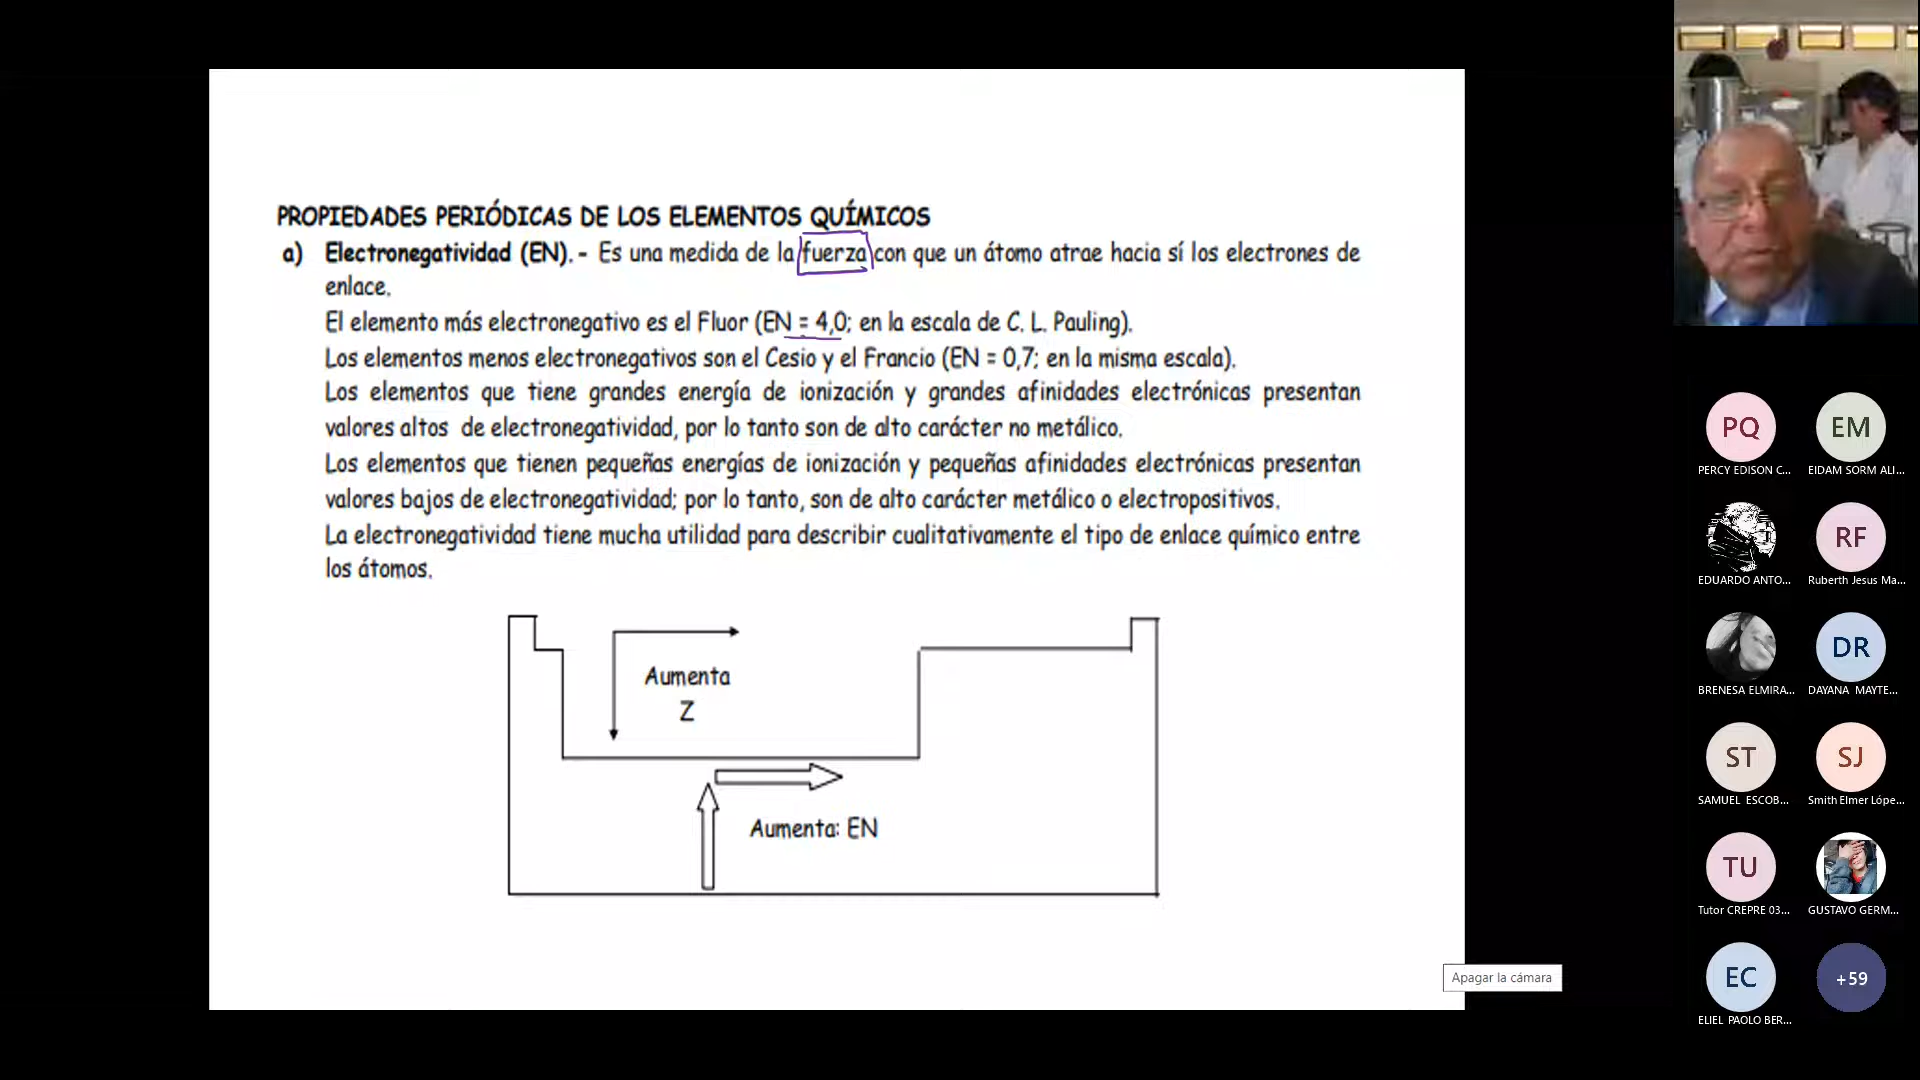 PROPIEDADES PERIÓDICAS DE LOS ELEMENTOS QUÍMICOS
a) Electronegatividad (EN).- Es una medida de la fuerza con que un átomo atrae hacia sí los electrones de
enlace.
El elemento más electronegativo es el Fluor (EN = 4,0; en la escala de C. L. Pauling).
Los elementos menos electronegativos son el Cesio y el Francio (EN = 0,7; en la misma escala).
Los elementos que tiene grandes energía de ionización y grandes afinidades electrónicas presentan
valores altos de electronegatividad, por lo tanto son de alto carácter no metálico.
Los elementos que tienen pequeñas energías de ionización y pequeñas afinidades electrónicas presentan
valores bajos de electronegatividad; por lo tanto, son de alto carácter metálico o electropositivos.
La electronegatividad tiene mucha utilidad para describir cualitativamente el tipo de enlace químico entre
los átomos.
Aumenta
Z
Aumenta: EN
Apagar la cámara
PQ
EM
PERCY EDISON C...
EIDAM SORM ALI...
RF
EDUARDO ANTO...
Ruberth Jesus Ma...
DR
BRENESA ELMIRA...
DAYANA MAYTE...
ST
SJ
SAMUEL ESCOB...
Smith Elmer Lópe...
TU
Tutor CREPRE 03...
GUSTAVO GERM...
EC
+59
ELIEL PAOLO BER...